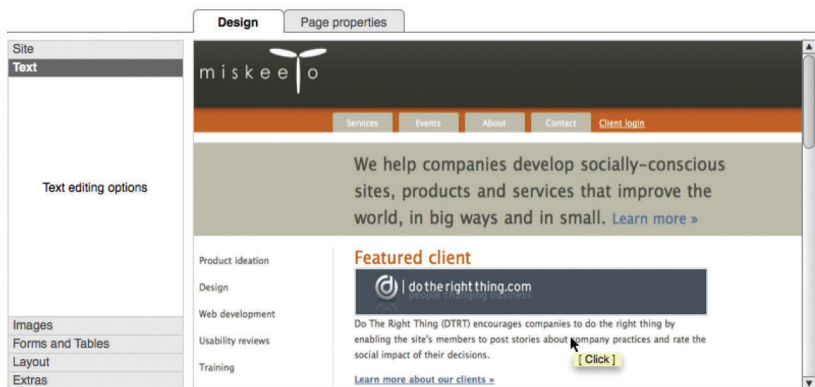 Design
Page properties
Site
Text
Text editing options
Images
Forms and Tables
Layout
Extras
miskeeto
Services
Events
About
Contact
Client login
We help companies develop socially-conscious
sites, products and services that improve the
world, in big ways and in small. Learn more »
Product ideation
Design
Web development
Usability reviews
Training
Featured client
d | dotherightthing.com
people changing business
Do The Right Thing (DTRT) encourages companies to do the right thing by
enabling the site's members to post stories about company practices and rate the
social impact of their decisions.
[ Click ]
Learn more about our clients »